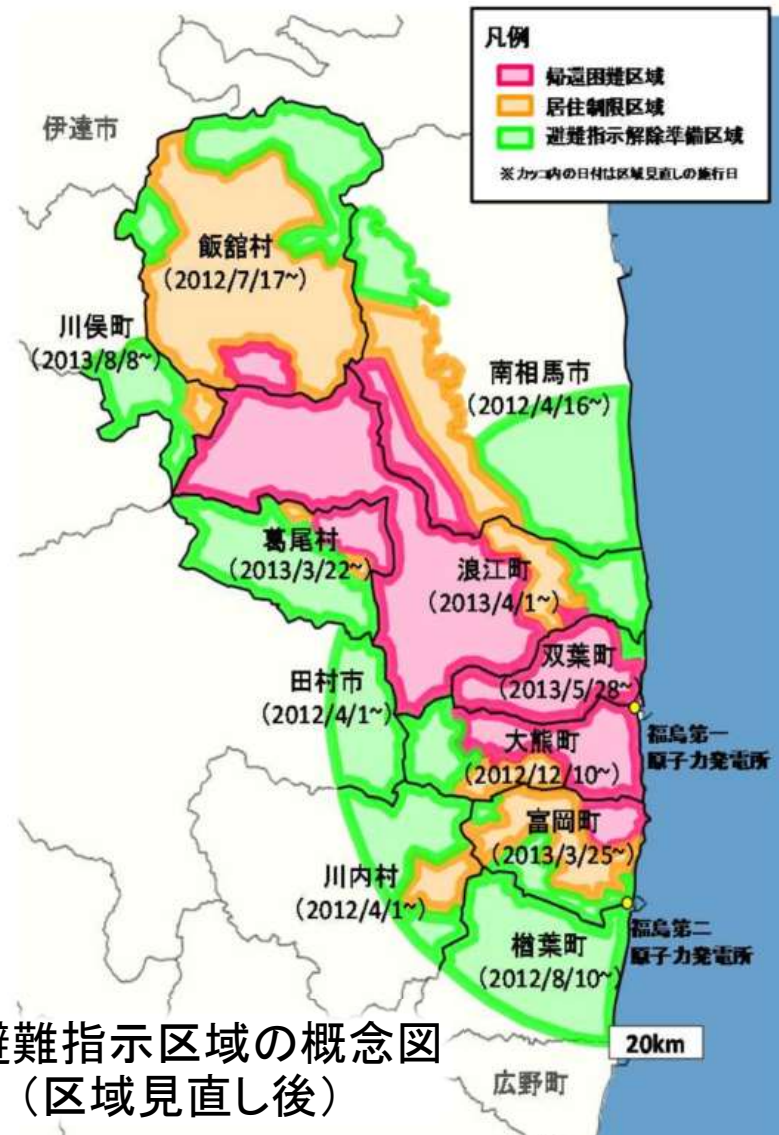 凡例
帰還困難区域
居住制限区域
避難指示解除準備区域
※カッコ内の日付は区域見直しの施行日
伊達市
飯舘村
(2012/7/17~)
川俣町
(2013/8/8~)
南相馬市
(2012/4/16~)
葛尾村
(2013/3/22~)
浪江町
(2013/4/1~)
双葉町
(2013/5/28~)
田村市
(2012/4/1~)
福島第一
原子力発電所
大熊町
(2012/12/10~)
富岡町
(2013/3/25~)
川内村
(2012/4/1~)
福島第二
原子力発電所
楢葉町
(2012/8/10~)
20km
避難指示区域の概念図
(区域見直し後)
広野町